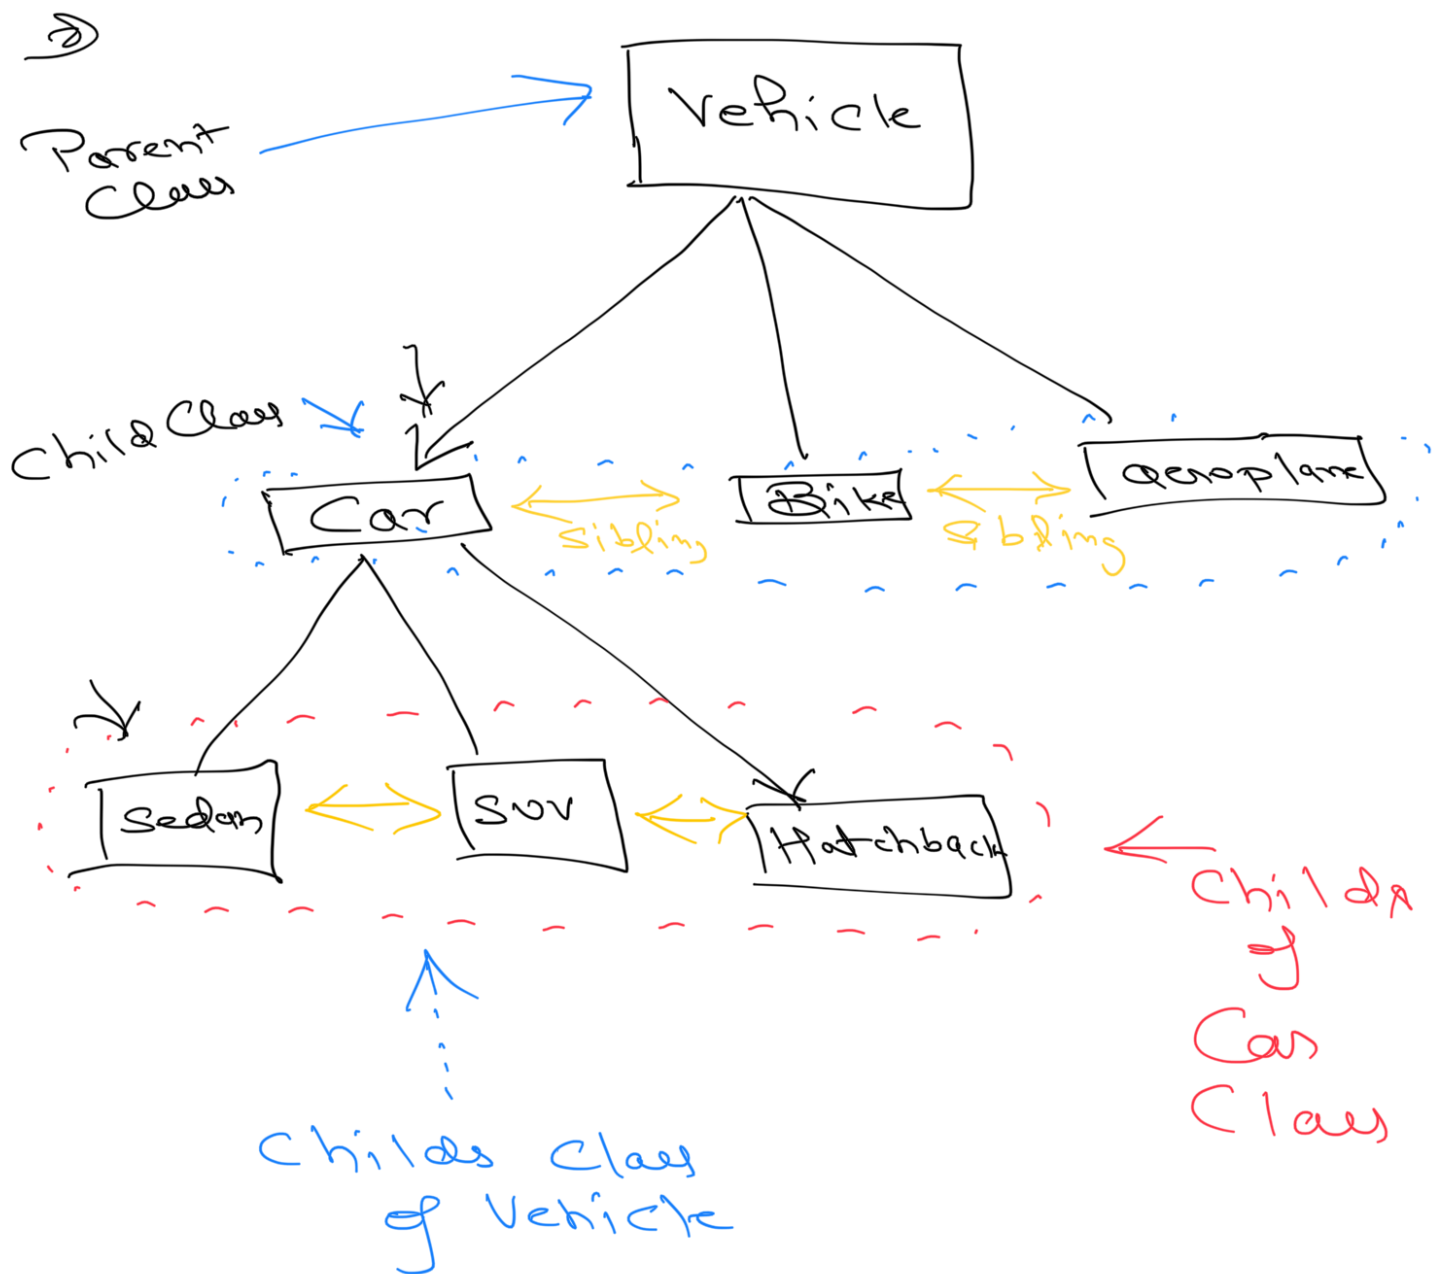 Vehicle
Parent
Class
Child Class
Car
Bike
aeroplane
Sibling
Sibling
Sedan
SUV
Hatchback
Childs
of
Car
Class
Childs Class
of Vehicle